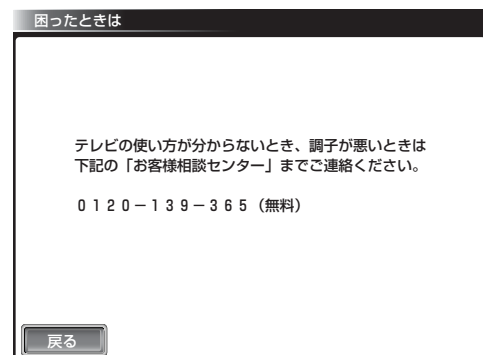 困ったときは
テレビの使い方が分からないとき、調子が悪いときは
下記の「お客様相談センター」までご連絡ください。
０１２０－１３９－３６５（無料）
戻る